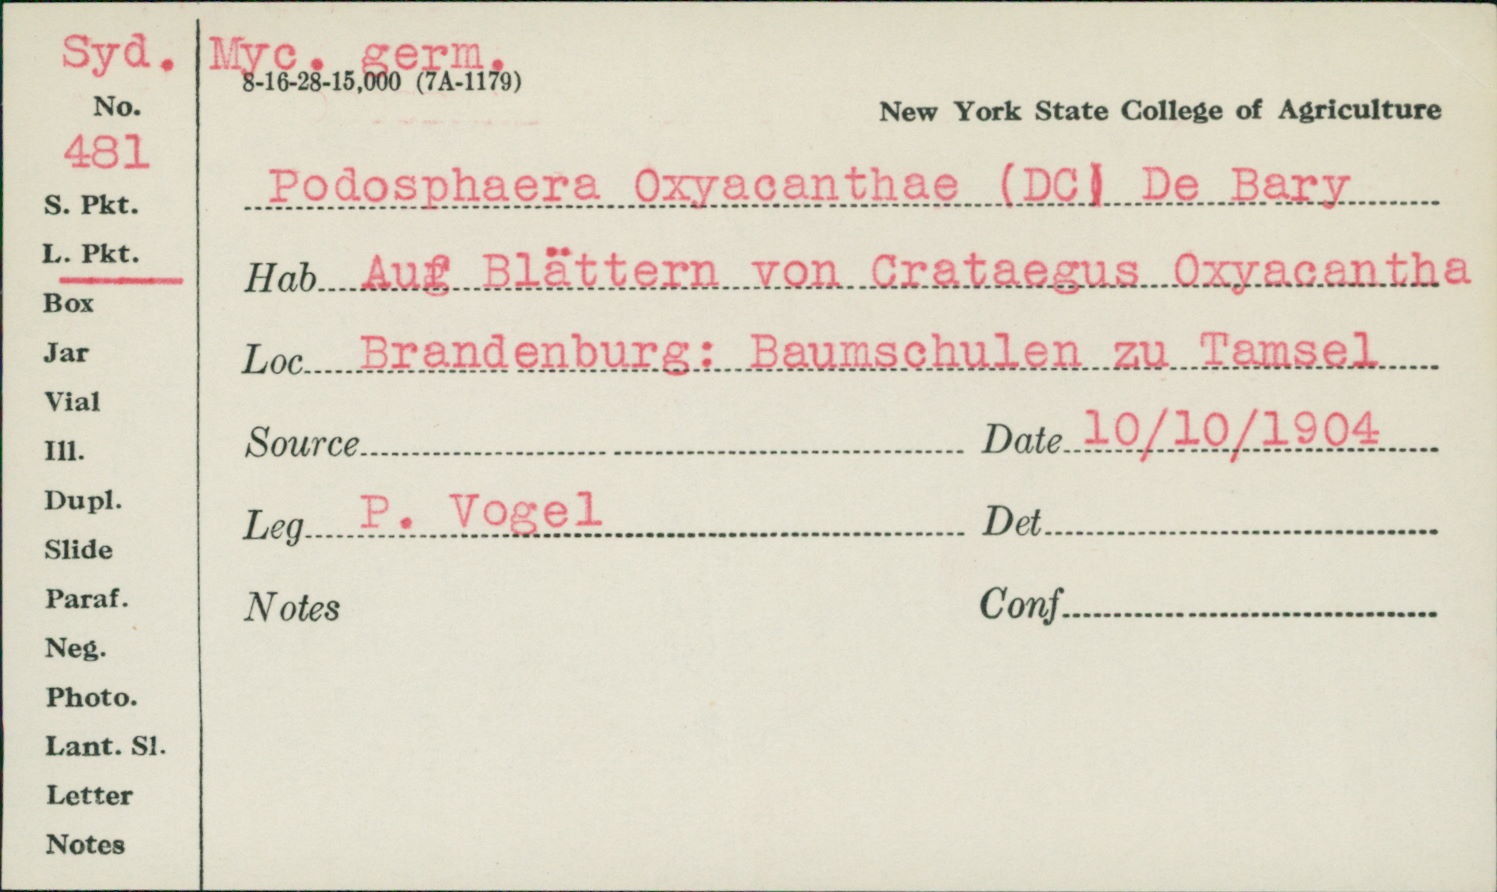 Syd. Myc. germ.
8-16-28-15,000 (7A-1179)
No.
New York State College of Agriculture
481
Podosphaera Oxyacanthae (DC) De Bary
S. Pkt.
L. Pkt.
Hab. Auf Blättern von Crataegus Oxyacantha
Box
Jar
Loc. Brandenburg: Baumschulen zu Tamsel
Vial
Source Date 10/10/1904
Ill.
Dupl.
Leg. P. Vogel Det.
Slide
Paraf.
Notes Conf.
Neg.
Photo.
Lant. Sl.
Letter
Notes